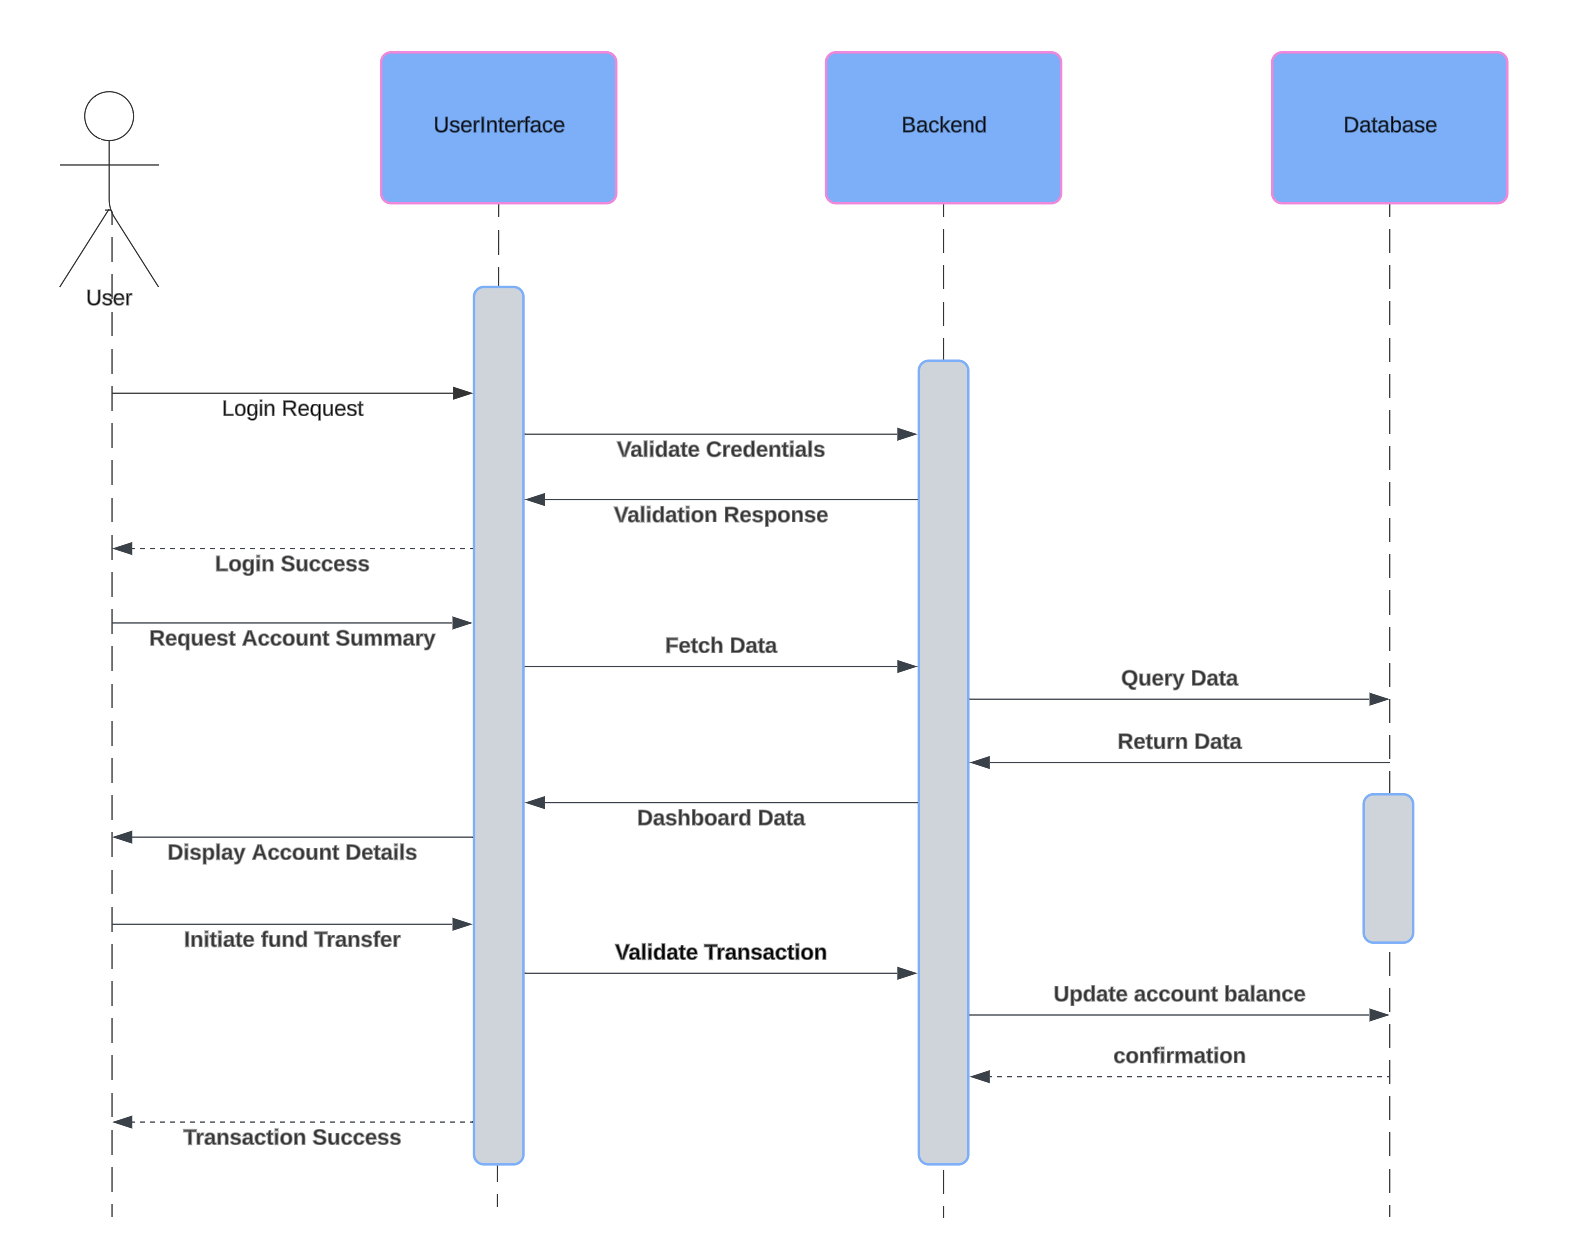 UserInterface
Backend
Database
User
Login Request
Validate Credentials
Validation Response
Login Success
Request Account Summary
Fetch Data
Query Data
Return Data
Dashboard Data
Display Account Details
Initiate fund Transfer
Validate Transaction
Update account balance
confirmation
Transaction Success